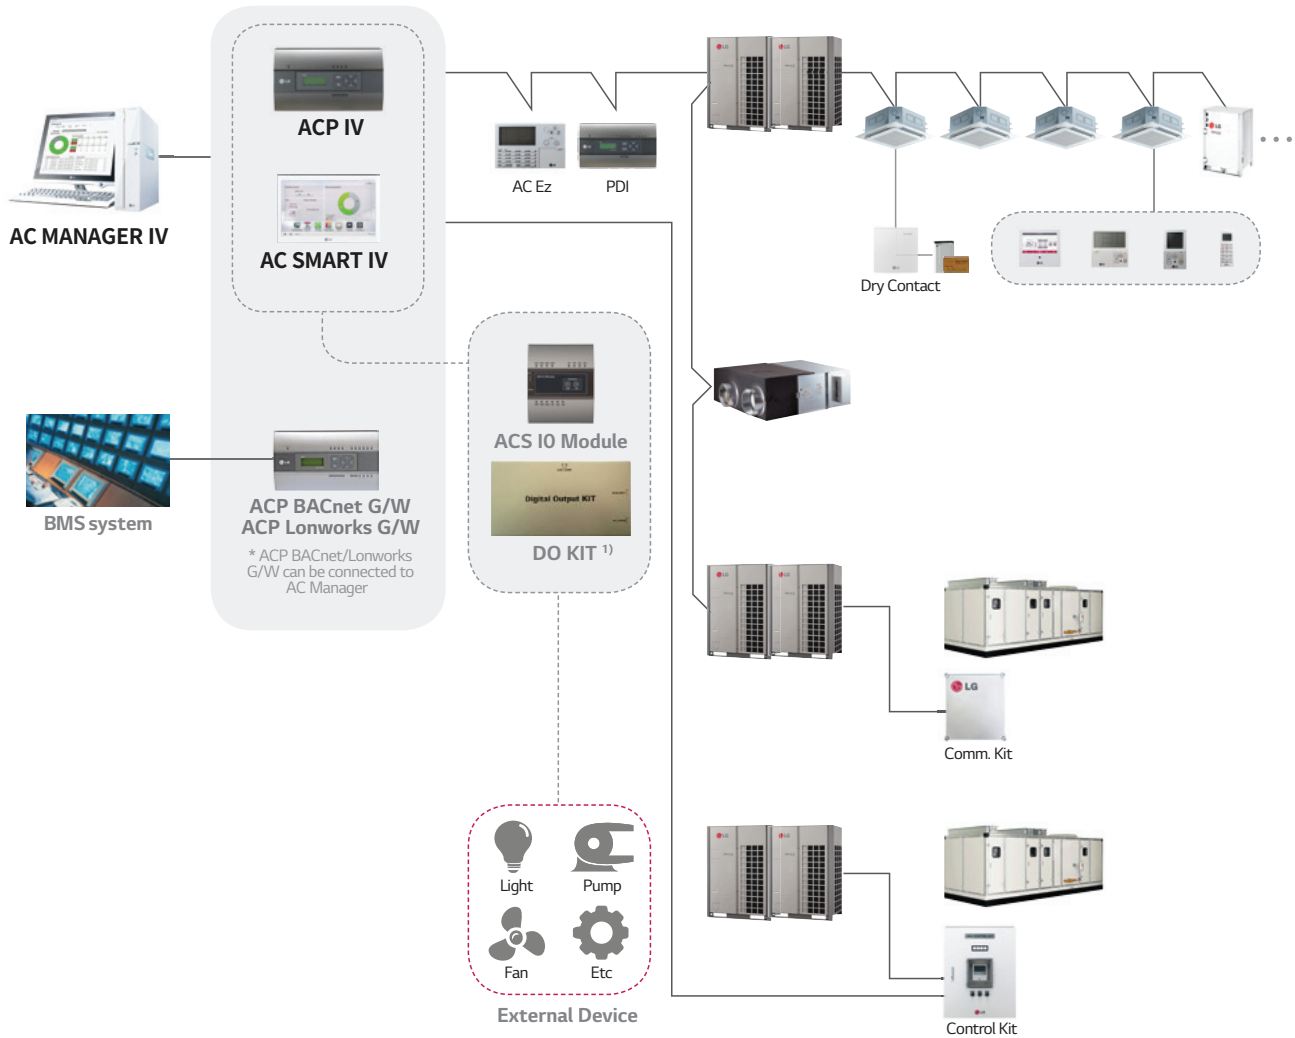 ACP IV
AC MANAGER IV
AC SMART IV
AC Ez
PDI
LG
Dry Contact
ACS IO Module
Digital Output KIT
DO KIT 1)
BMS system
ACP BACnet G/W
ACP Lonworks G/W
* ACP BACnet/Lonworks
G/W can be connected to
AC Manager
LG
Comm. Kit
Light
Pump
Fan
Etc
External Device
LG
Control Kit